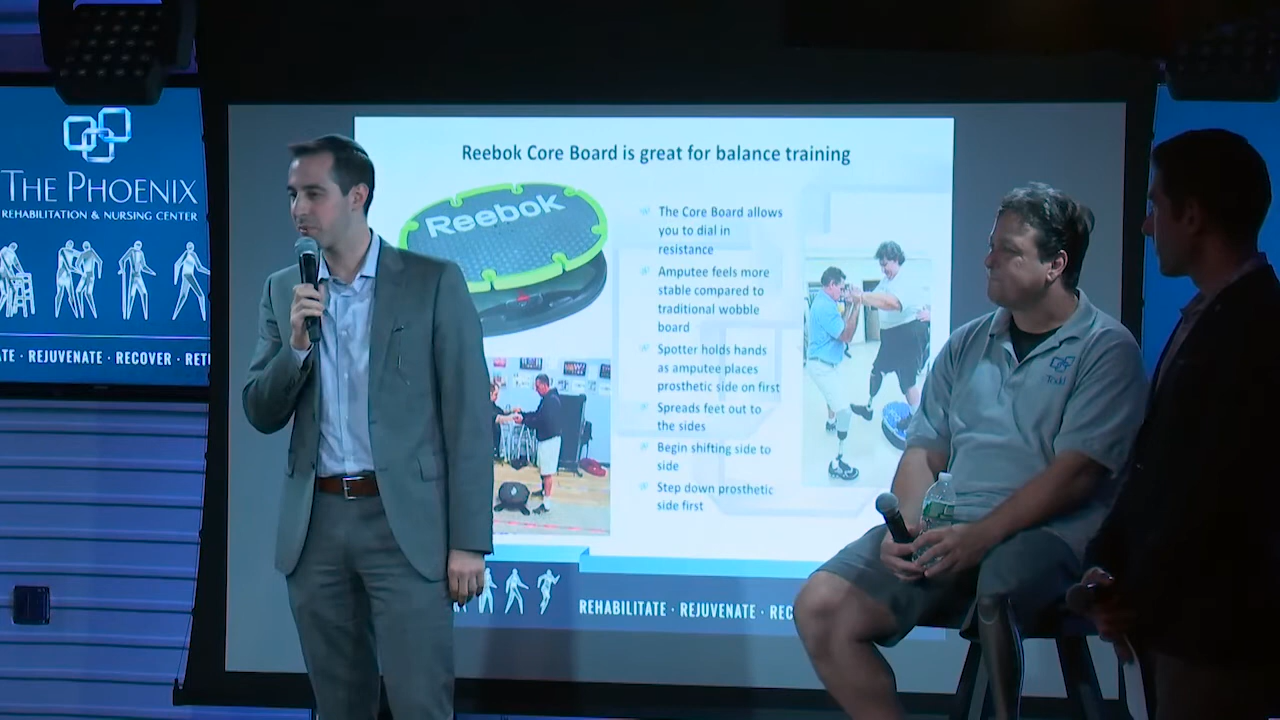 THE PHOENIX
REHABILITATION & NURSING CENTER
ATE · REJUVENATE · RECOVER · RET
Reebok Core Board is great for balance training
Reebok
The Core Board allows
you to dial in
resistance
Amputee feels more
stable compared to
traditional wobble
board
Spotter holds hands
as amputee places
prosthetic side on first
Spreads feet out to
the sides
Begin shifting side to
side
Step down prosthetic
side first
REHABILITATE · REJUVENATE · REC
Todd